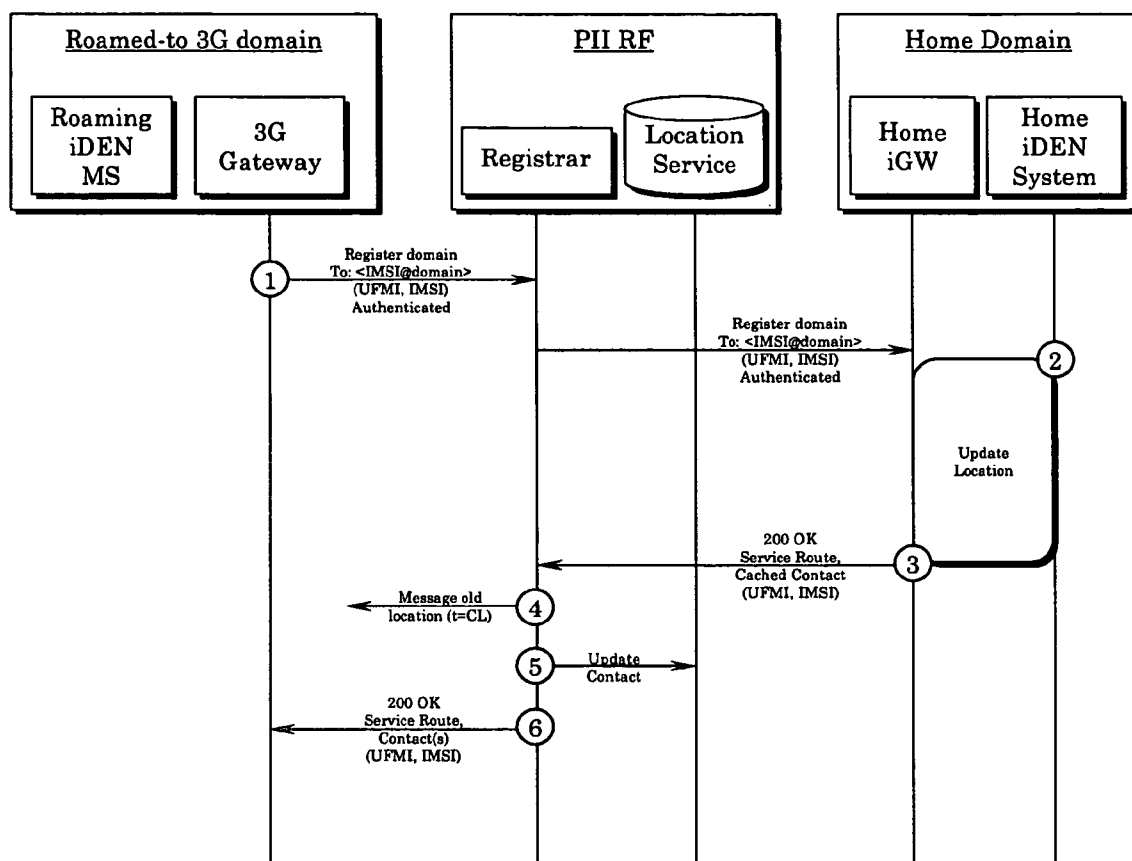 Roamed-to 3G domain
Roaming
iDEN
MS
3G
Gateway
PII RF
Registrar
Location
Service
Home Domain
Home
iGW
Home
iDEN
System
1
Register domain
To: <IMSI@domain>
(UFMI, IMSI)
Authenticated
Register domain
To: <IMSI@domain>
(UFMI, IMSI)
Authenticated
2
Update
Location
200 OK
Service Route,
Cached Contact
(UFMI, IMSI)
3
Message old
location (t=CL)
4
5
Update
Contact
200 OK
Service Route,
Contact(s)
(UFMI, IMSI)
6